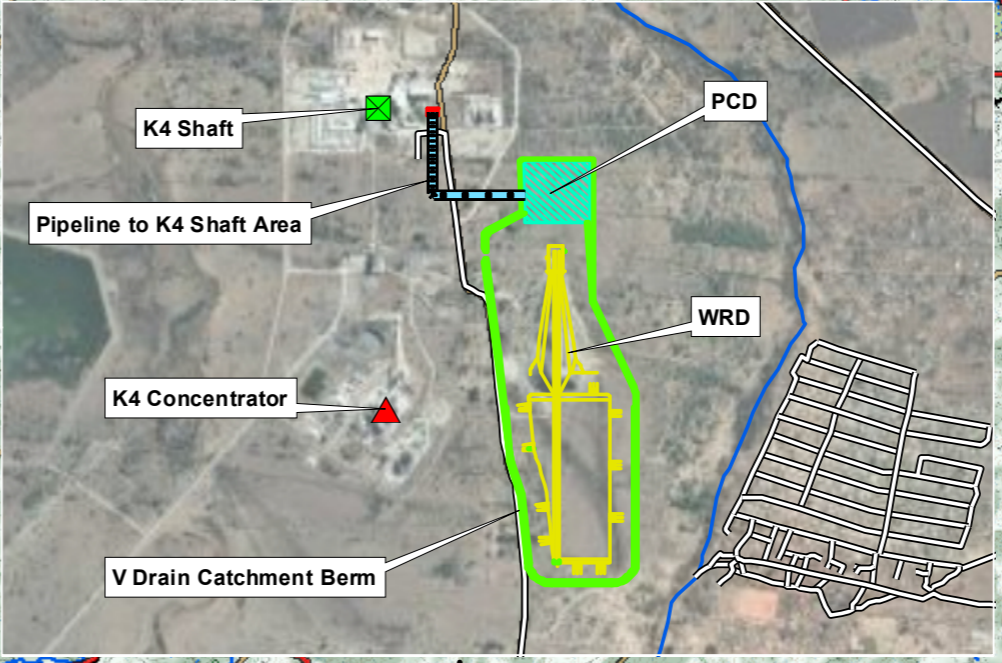 PCD
K4 Shaft
Pipeline to K4 Shaft Area
WRD
K4 Concentrator
V Drain Catchment Berm